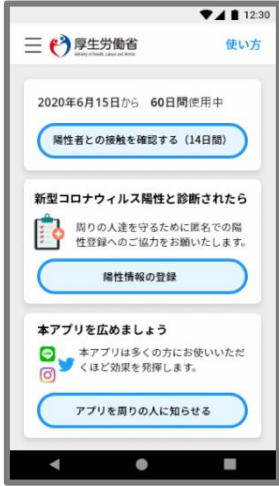 12:30
厚生労働省
Ministry of Health, Labour and Welfare
使い方
2020年6月15日から 60日間使用中
陽性者との接触を確認する（14日間）
新型コロナウィルス陽性と診断されたら
周りの人達を守るために匿名での陽
性登録へのご協力をお願いいたします。
陽性情報の登録
本アプリを広めましょう
本アプリは多くの方にお使いいただ
くほど効果を発揮します。
アプリを周りの人に知らせる